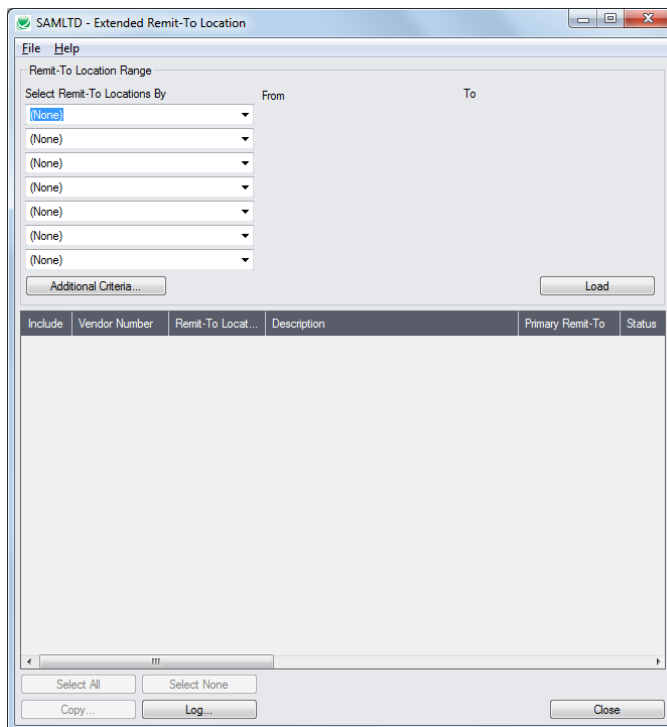 SAMLTD - Extended Remit-To Location
File Help
Remit-To Location Range
Select Remit-To Locations By From To
(None)
(None)
(None)
(None)
(None)
(None)
(None)
Additional Criteria... Load
Include Vendor Number Remit-To Locat... Description Primary Remit-To Status
Select All Select None
Copy... Log... Close